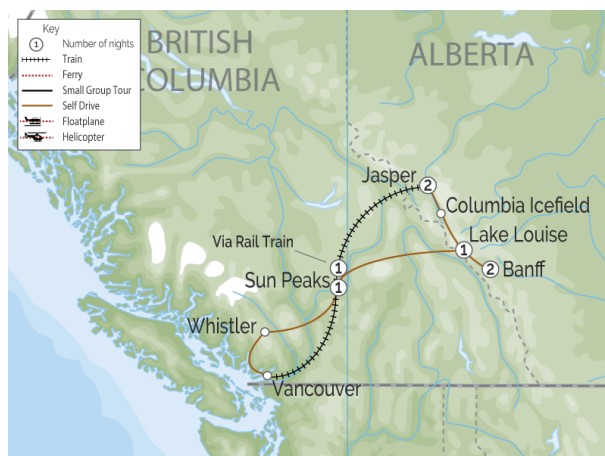 Key
1 Number of nights
Train
Ferry
Small Group Tour
Self Drive
Floatplane
Helicopter
BRITISH
COLUMBIA
ALBERTA
Jasper 2
Columbia Icefield
Via Rail Train
1
Lake Louise
1
Sun Peaks 1
2 Banff
Whistler
Vancouver